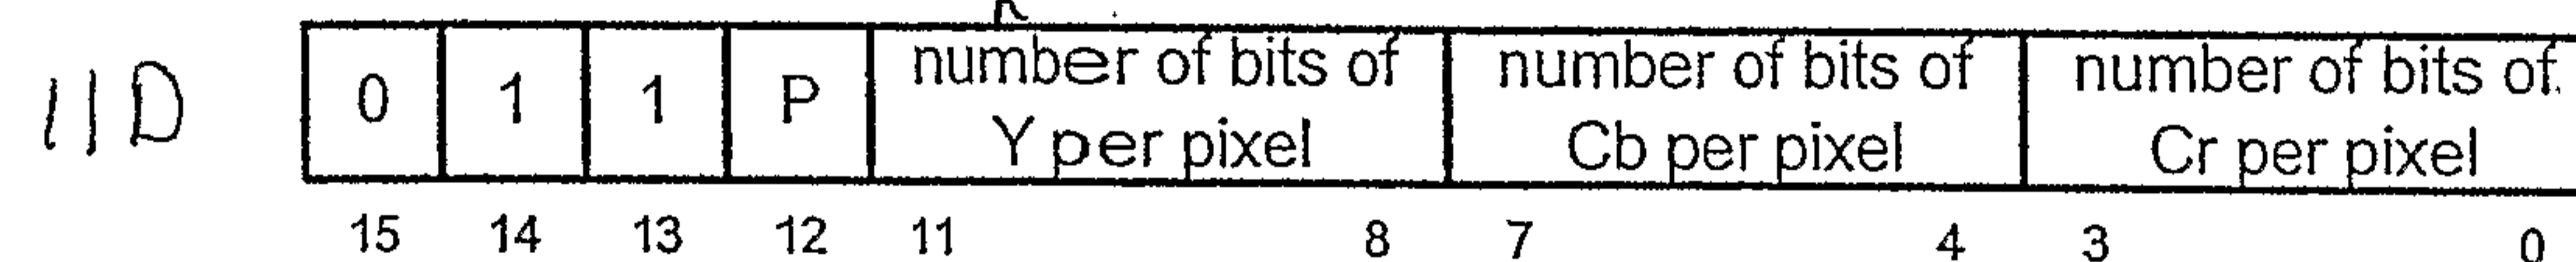 11D
0 1 1 P number of bits of number of bits of number of bits of
Y per pixel Cb per pixel Cr per pixel
15 14 13 12 11 8 7 4 3 0